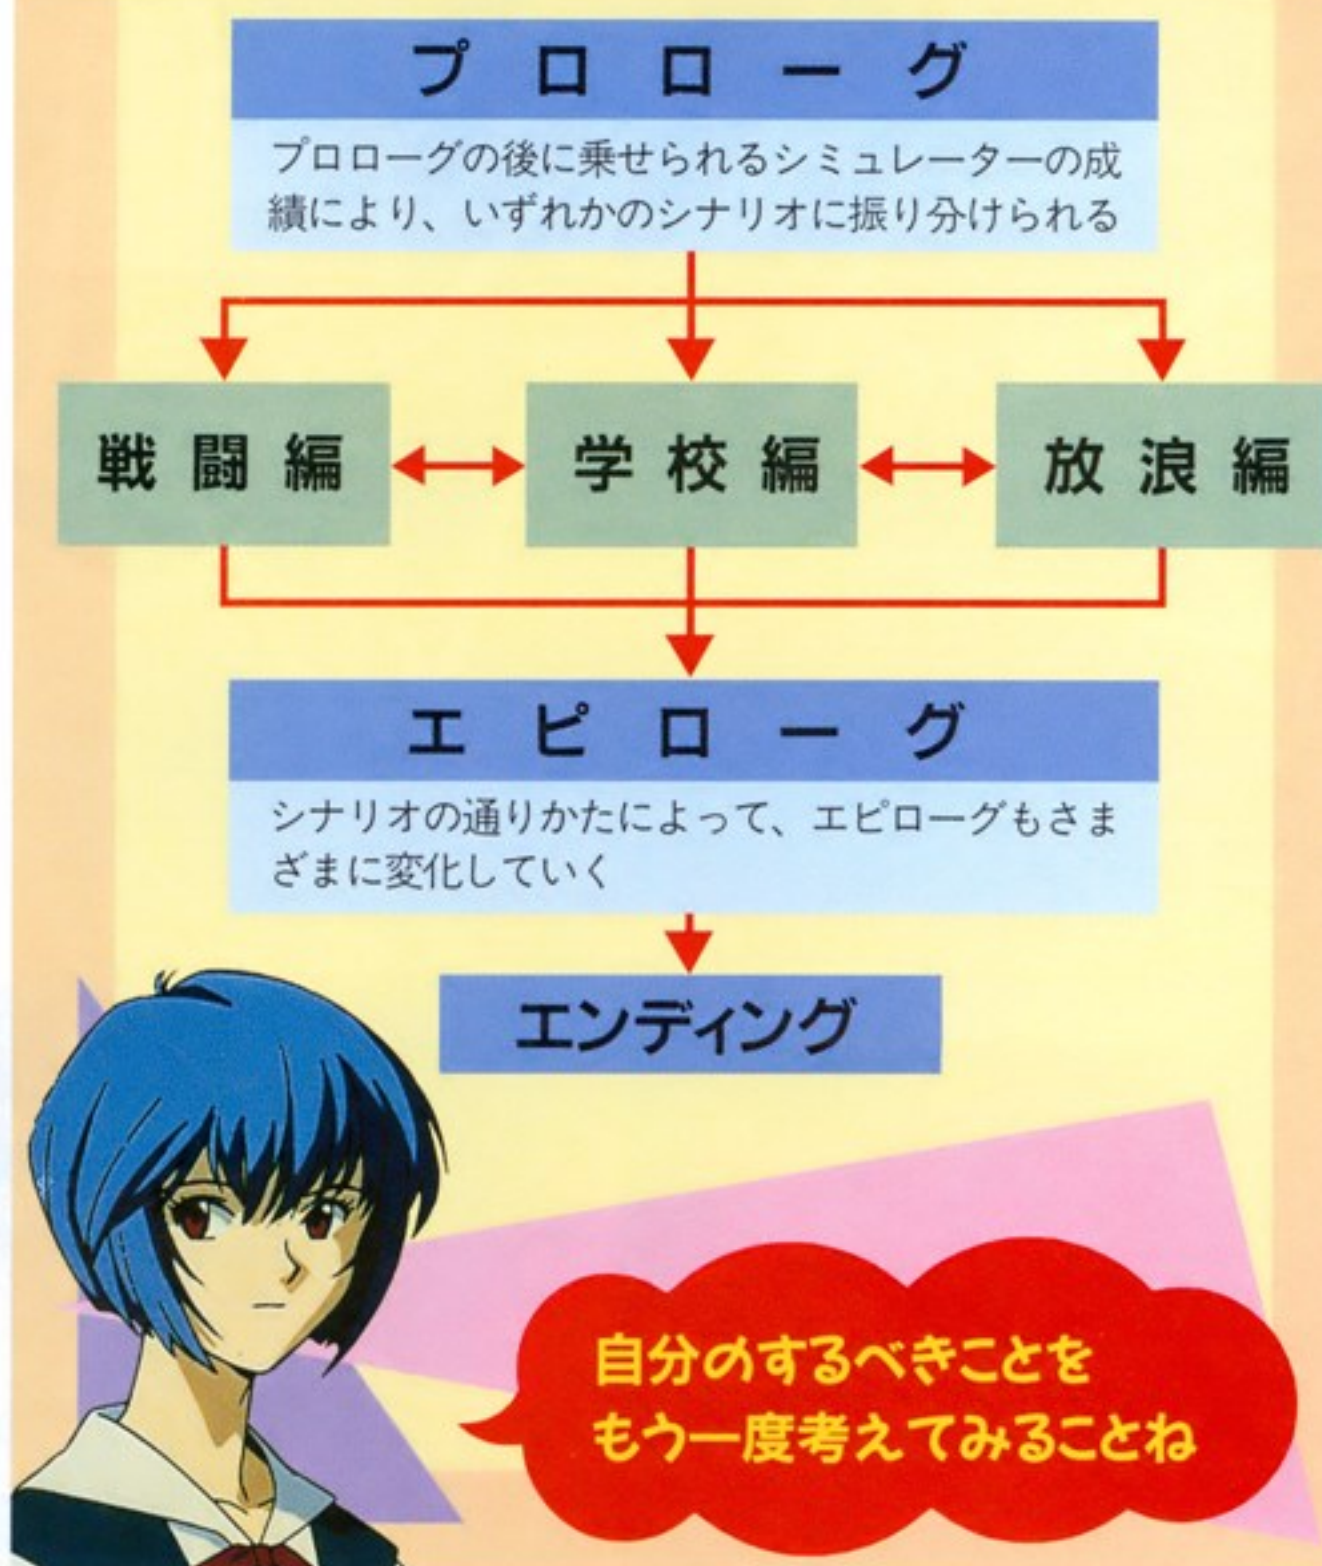 プロローグ
プロローグの後に乗せられるシミュレーターの成
績により、いずれかのシナリオに振り分けられる
戦闘編
学校編
放浪編
エピローグ
シナリオの通りかたによって、エピローグもさま
ざまに変化していく
エンディング
自分のするべきことを
もう一度考えてみることね